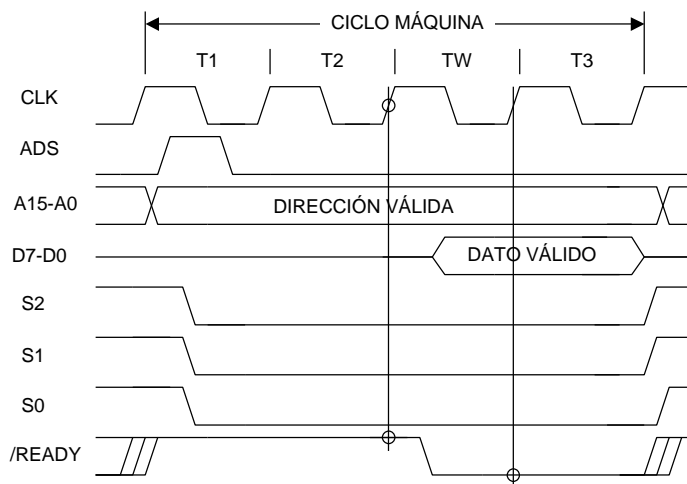 CICLO MÁQUINA
T1 T2 TW T3
CLK
ADS
A15-A0 DIRECCIÓN VÁLIDA
D7-D0 DATO VÁLIDO
S2
S1
S0
/READY